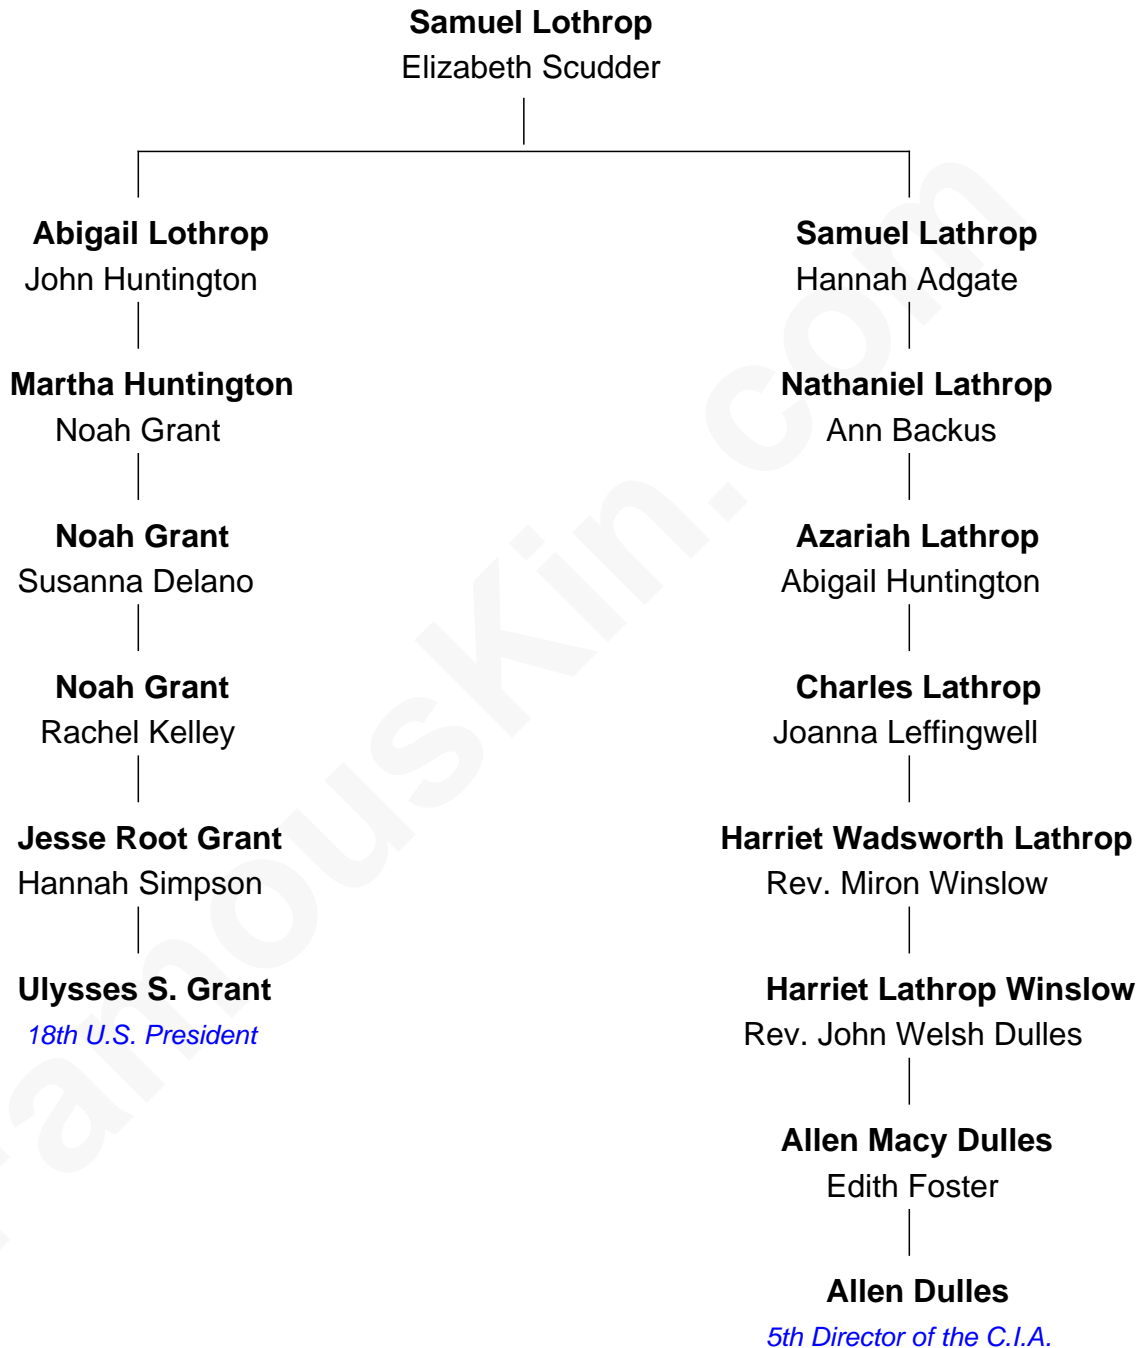 Samuel Lothrop
Elizabeth Scudder
Abigail Lothrop
John Huntington
Martha Huntington
Noah Grant
Noah Grant
Susanna Delano
Noah Grant
Rachel Kelley
Jesse Root Grant
Hannah Simpson
Ulysses S. Grant
18th U.S. President
Samuel Lathrop
Hannah Adgate
Nathaniel Lathrop
Ann Backus
Azariah Lathrop
Abigail Huntington
Charles Lathrop
Joanna Leffingwell
Harriet Wadsworth Lathrop
Rev. Miron Winslow
Harriet Lathrop Winslow
Rev. John Welsh Dulles
Allen Macy Dulles
Edith Foster
Allen Dulles
5th Director of the C.I.A.
FamousKin.com